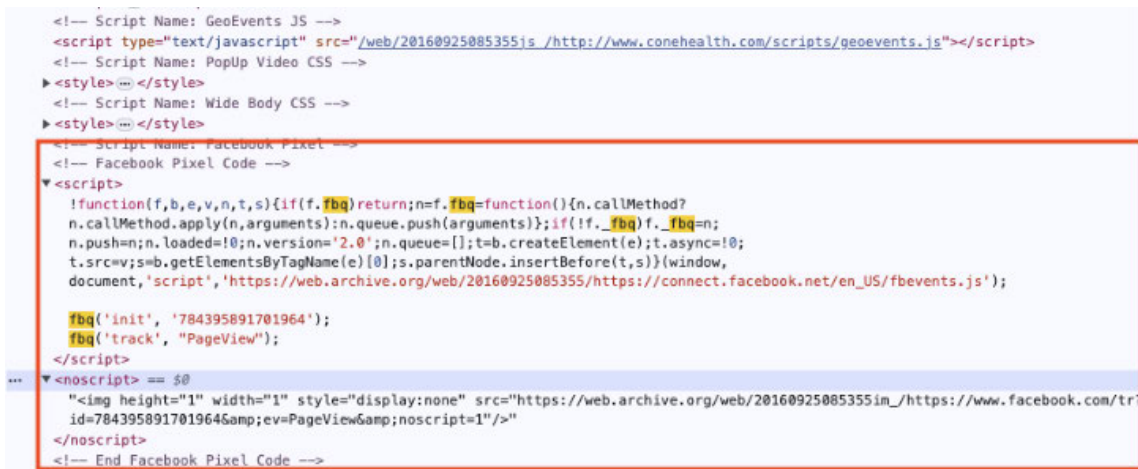 <!-- Script Name: GeoEvents JS -->
<script type="text/javascript" src="/web/20160925085355js_/http://www.conehealth.com/scripts/geoevents.js"></script>
<!-- Script Name: PopUp Video CSS -->
▶<style>…</style>
<!-- Script Name: Wide Body CSS -->
▶<style>…</style>
<!-- Script Name: Facebook Pixel -->
<!-- Facebook Pixel Code -->
▼<script>
!function(f,b,e,v,n,t,s){if(f.fbq)return;n=f.fbq=function(){n.callMethod?
n.callMethod.apply(n,arguments):n.queue.push(arguments)};if(!f._fbq)f._fbq=n;
n.push=n;n.loaded=!0;n.version='2.0';n.queue=[];t=b.createElement(e);t.async=!0;
t.src=v;s=b.getElementsByTagName(e)[0];s.parentNode.insertBefore(t,s)}(window,
document,'script','https://web.archive.org/web/20160925085355/https://connect.facebook.net/en_US/fbevents.js');
fbq('init', '784395891701964');
fbq('track', "PageView");
</script>
… ▼<noscript> == $0
"<img height="1" width="1" style="display:none" src="https://web.archive.org/web/20160925085355im_/https://www.facebook.com/tr?
id=784395891701964&amp;ev=PageView&amp;noscript=1"/>"
</noscript>
<!-- End Facebook Pixel Code -->